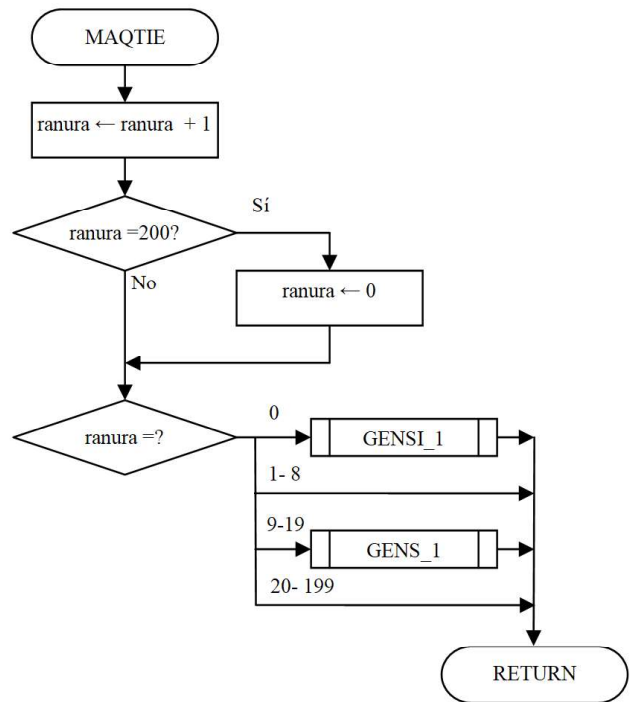 MAQTIE
ranura ← ranura + 1
Sí
ranura =200?
No
ranura ← 0
ranura =?
0
GENSI_1
1- 8
9-19
GENS_1
20- 199
RETURN